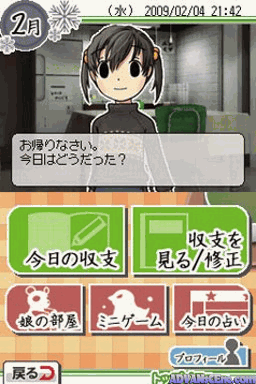 2月
(水) 2009/02/04 21:42
お帰りなさい。
今日はどうだった？
今日の収支
収支を
見る/修正
娘の部屋
ミニゲーム
今日の占い
プロフィール
戻る